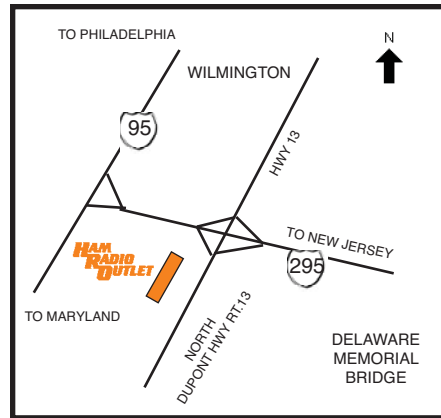 TO PHILADELPHIA
N
WILMINGTON
95
HWY 13
TO NEW JERSEY
HAM
RADIO
OUTLET
295
TO MARYLAND
NORTH
DUPONT HWY RT.13
DELAWARE
MEMORIAL
BRIDGE